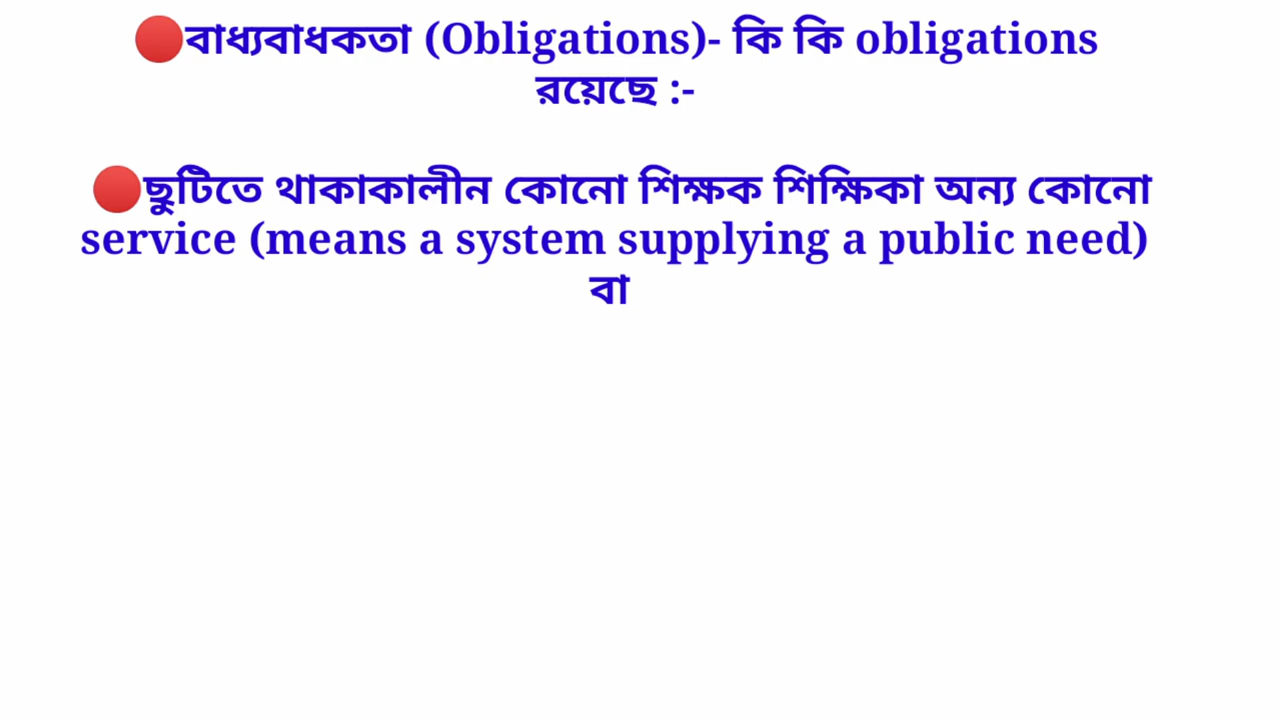 🔴বাধ্যবাধকতা (Obligations)- কি কি obligations
রয়েছে :-
🔴ছুটিতে থাকাকালীন কোনো শিক্ষক শিক্ষিকা অন্য কোনো
service (means a system supplying a public need)
বা